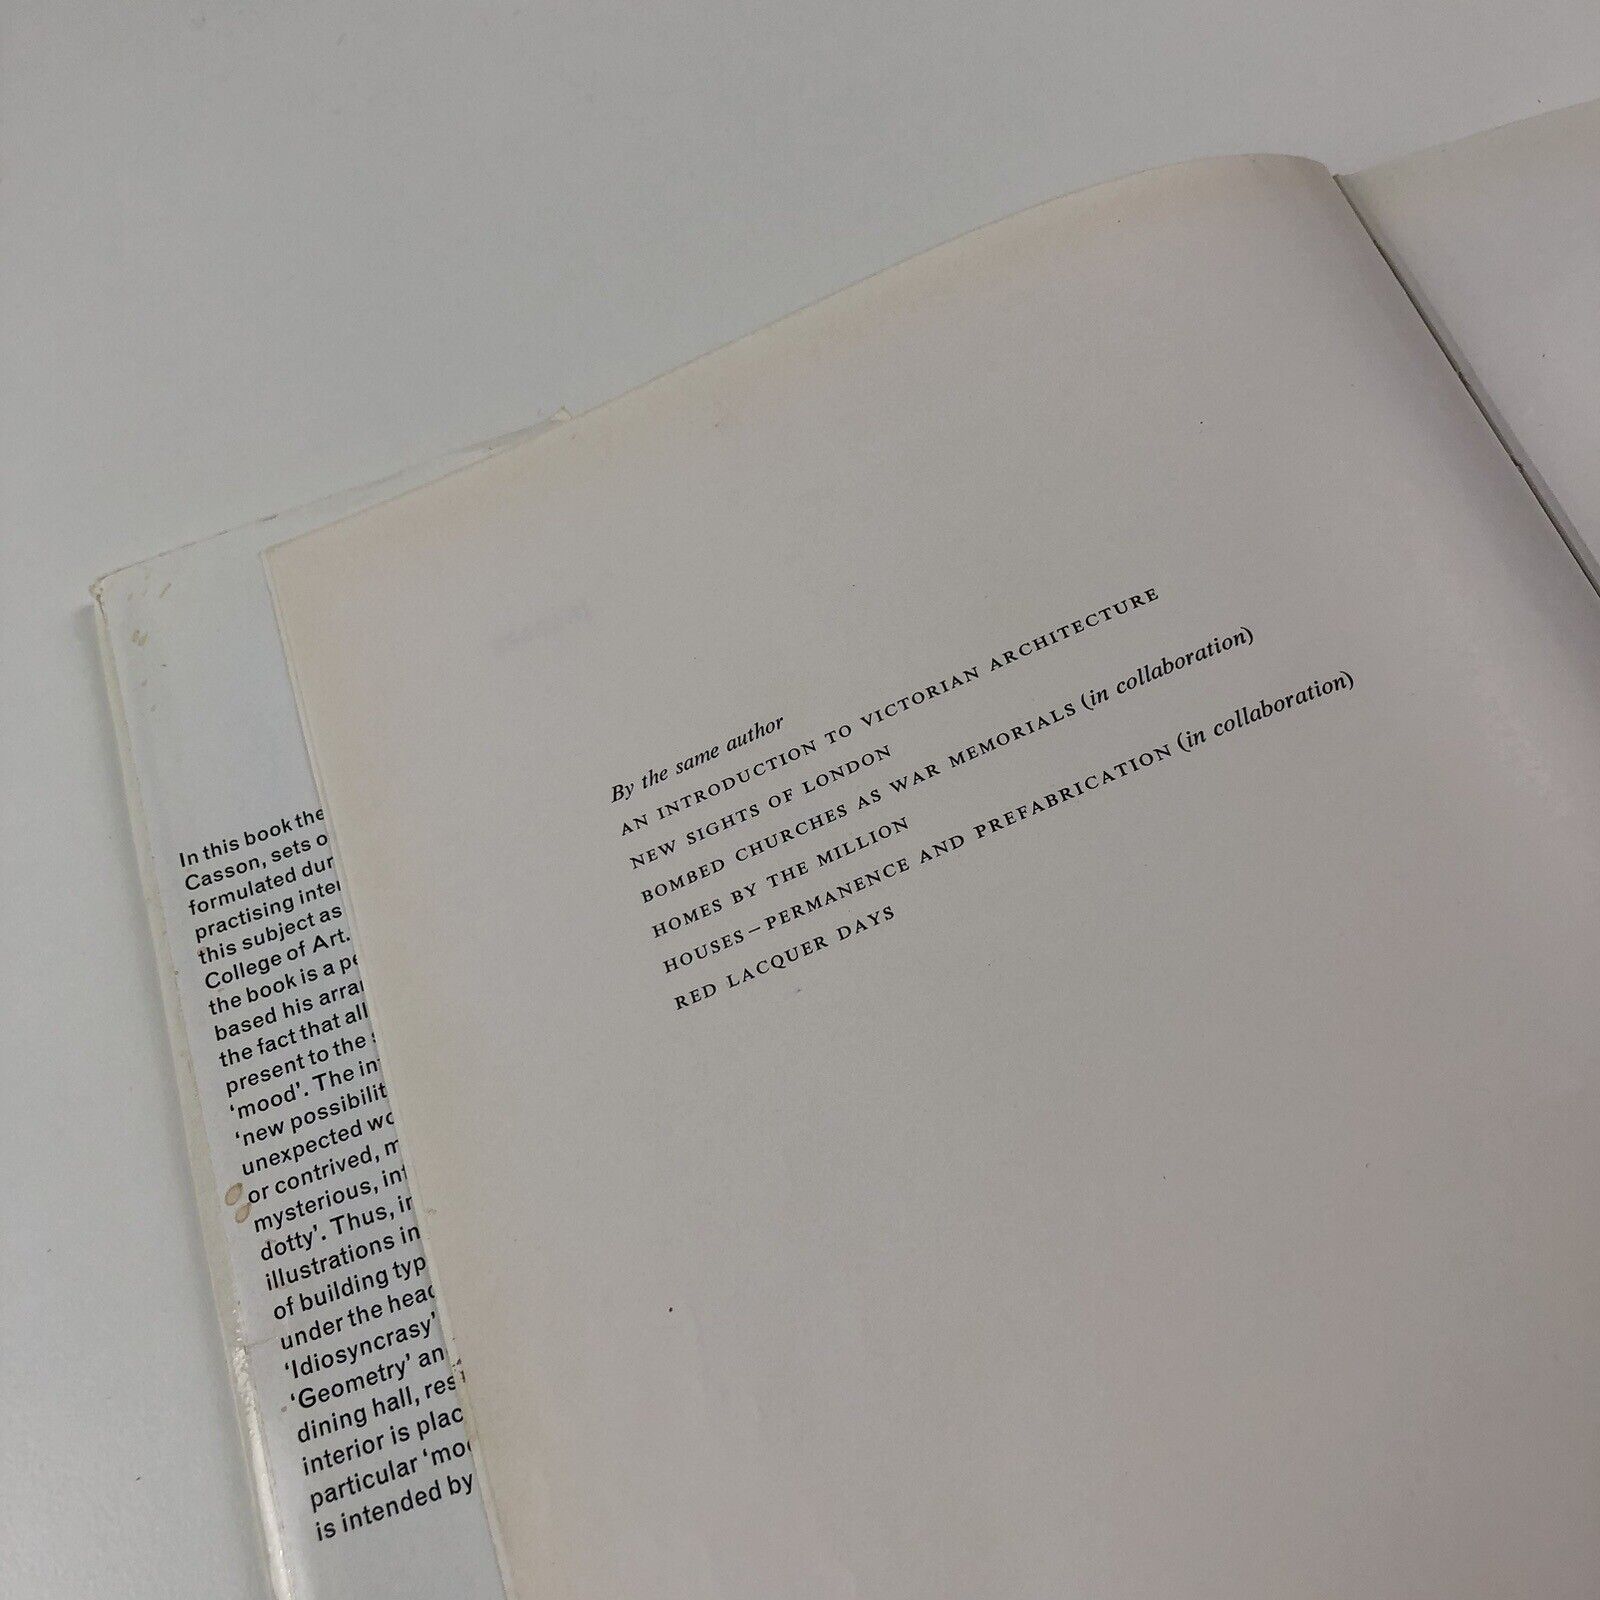 In this book the
Casson, sets o
formulated dur
practising inter
this subject as
College of Art.
the book is a pe
based his arra
the fact that all
present to the
'mood'. The in
'new possibilit
unexpected wo
or contrived, m
mysterious, int
dotty'. Thus, in
illustrations in
of building typ
under the head
'Idiosyncrasy'
'Geometry' an
dining hall, res
interior is plac
particular 'moo
is intended by
By the same author
AN INTRODUCTION TO VICTORIAN ARCHITECTURE
NEW SIGHTS OF LONDON
BOMBED CHURCHES AS WAR MEMORIALS (in collaboration)
HOMES BY THE MILLION
HOUSES–PERMANENCE AND PREFABRICATION (in collaboration)
RED LACQUER DAYS